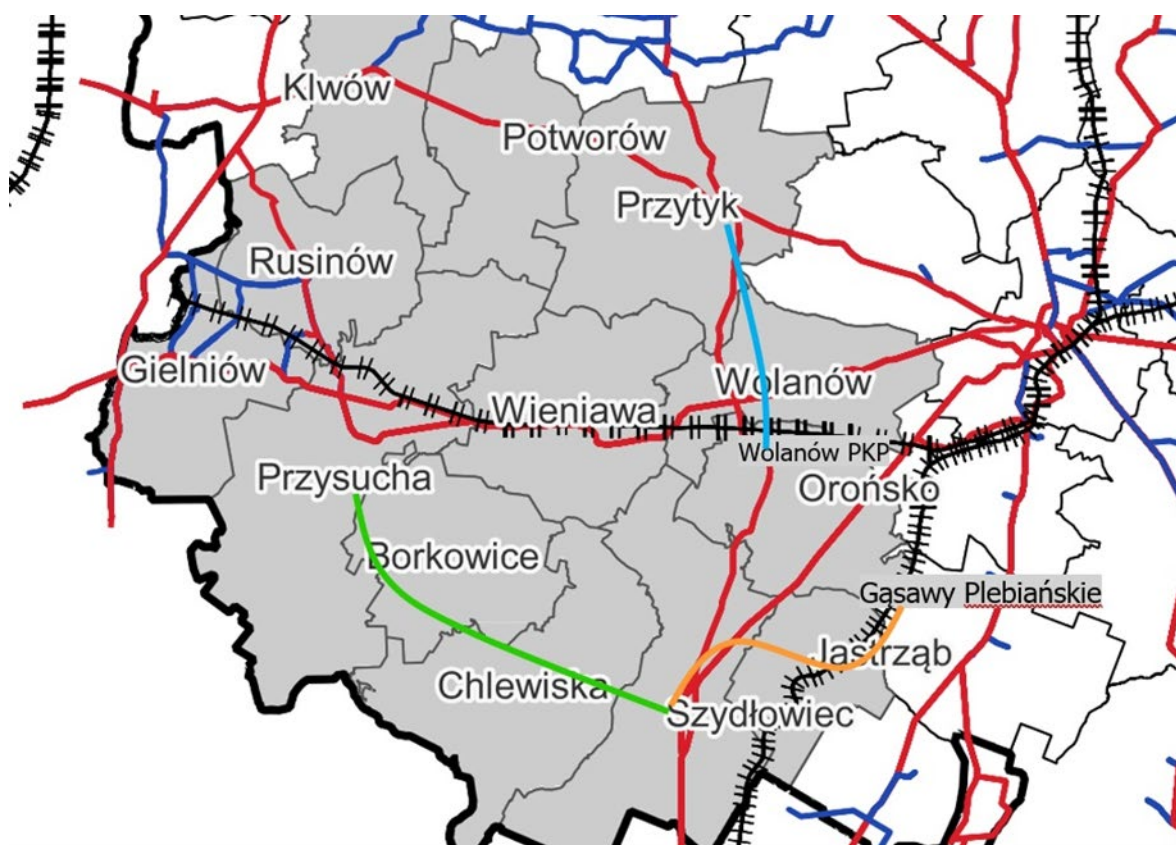 Klwów
Potworów
Przytyk
Rusinów
Gielniów
Wolanów
Wieniawa
Wolanów PKP
Przysucha
Orońsko
Borkowice
Gąsawy Plebiańskie
Jastrząb
Chlewiska
Szydłowiec